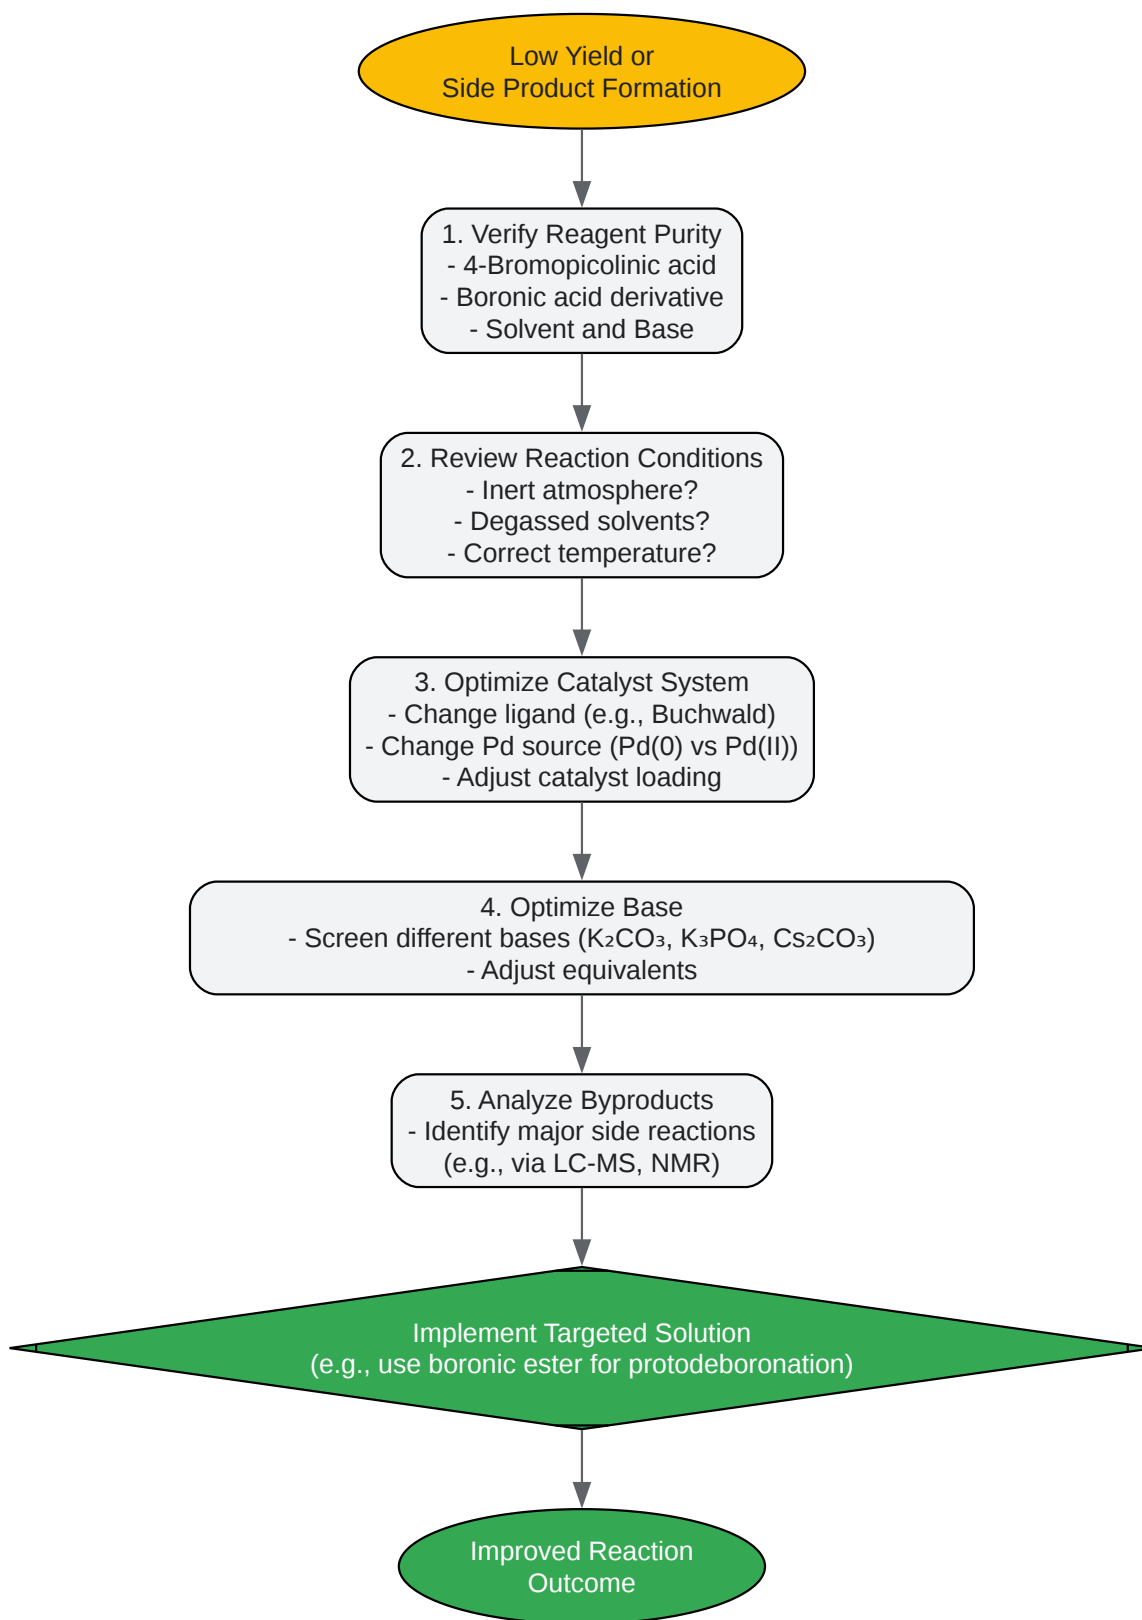 Low Yield or
Side Product Formation
1. Verify Reagent Purity
- 4-Bromopicolinic acid
- Boronic acid derivative
- Solvent and Base
2. Review Reaction Conditions
- Inert atmosphere?
- Degassed solvents?
- Correct temperature?
3. Optimize Catalyst System
- Change ligand (e.g., Buchwald)
- Change Pd source (Pd(0) vs Pd(II))
- Adjust catalyst loading
4. Optimize Base
- Screen different bases (K₂CO₃, K₃PO₄, Cs₂CO₃)
- Adjust equivalents
5. Analyze Byproducts
- Identify major side reactions
(e.g., via LC-MS, NMR)
Implement Targeted Solution
(e.g., use boronic ester for protodeboronation)
Improved Reaction
Outcome